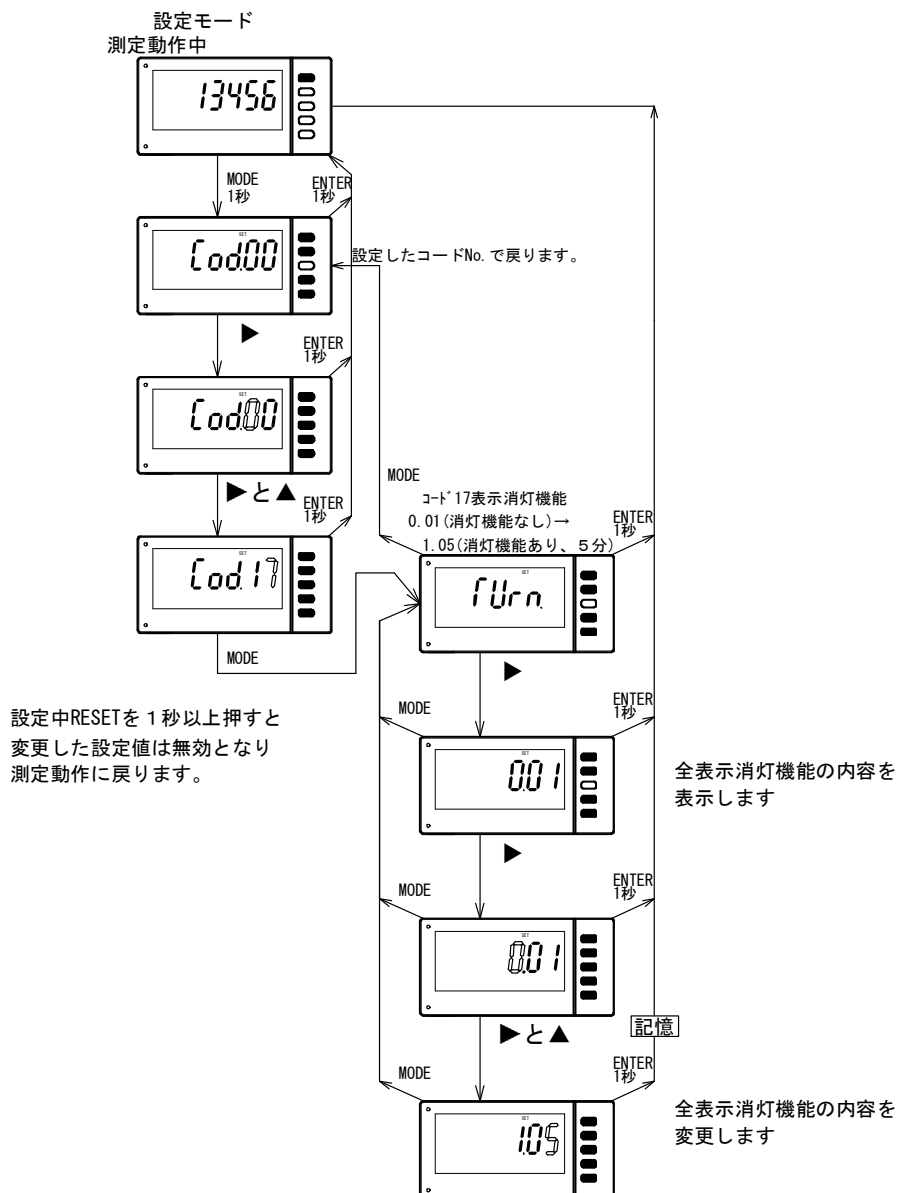 設定モード
測定動作中
13456
MODE
1秒
ENTER
1秒
SET
Cod.00
設定したコードNo.で戻ります。
▶
ENTER
1秒
SET
Cod.00
▶と▲
ENTER
1秒
SET
Cod.17
MODE
MODE
コード17表示消灯機能
0.01(消灯機能なし)→
1.05(消灯機能あり、５分)
ENTER
1秒
SET
TUrn.
▶
設定中RESETを１秒以上押すと
変更した設定値は無効となり
測定動作に戻ります。
MODE
ENTER
1秒
SET
0.01
全表示消灯機能の内容を
表示します
▶
MODE
ENTER
1秒
SET
0.01
▶と▲
記憶
MODE
ENTER
1秒
SET
1.05
全表示消灯機能の内容を
変更します